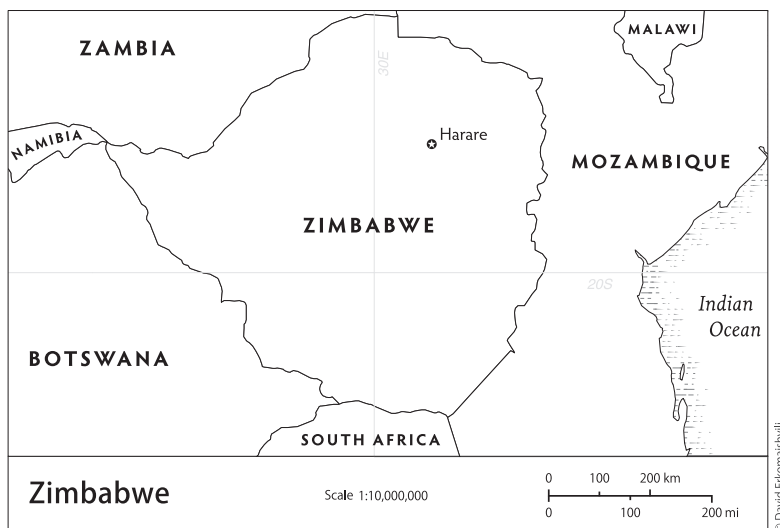 ZAMBIA
MALAWI
30E
NAMIBIA
Harare
MOZAMBIQUE
ZIMBABWE
20S
Indian
Ocean
BOTSWANA
SOUTH AFRICA
Zimbabwe
Scale 1:10,000,000
0 100 200 km
0 100 200 mi